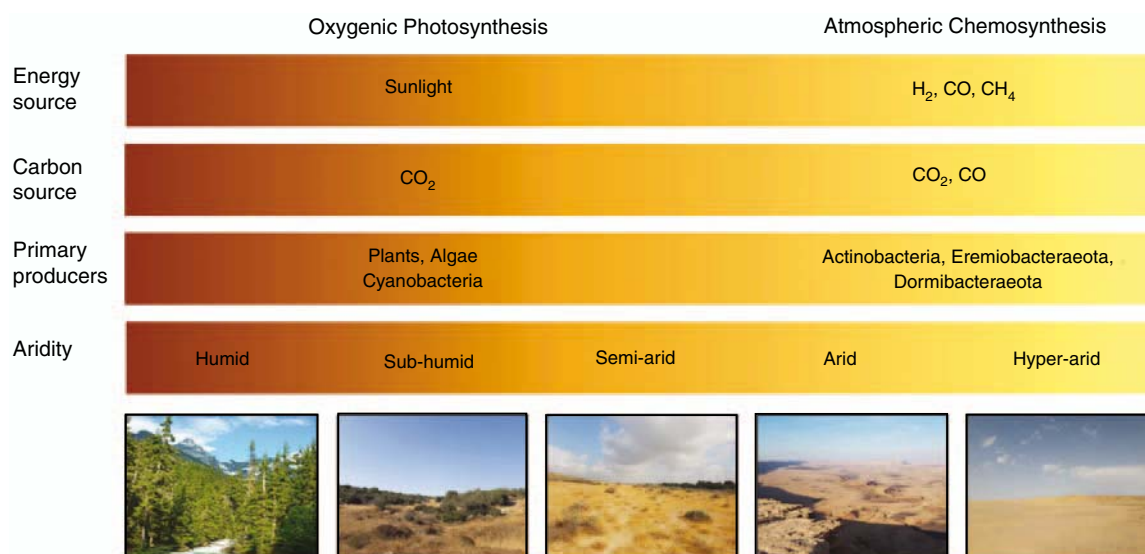 Oxygenic Photosynthesis
Atmospheric Chemosynthesis
Energy
source
Sunlight
H₂, CO, CH₄
Carbon
source
CO₂
CO₂, CO
Primary
producers
Plants, Algae
Cyanobacteria
Actinobacteria, Eremiobacteraeota,
Dormibacteraeota
Aridity
Humid
Sub-humid
Semi-arid
Arid
Hyper-arid